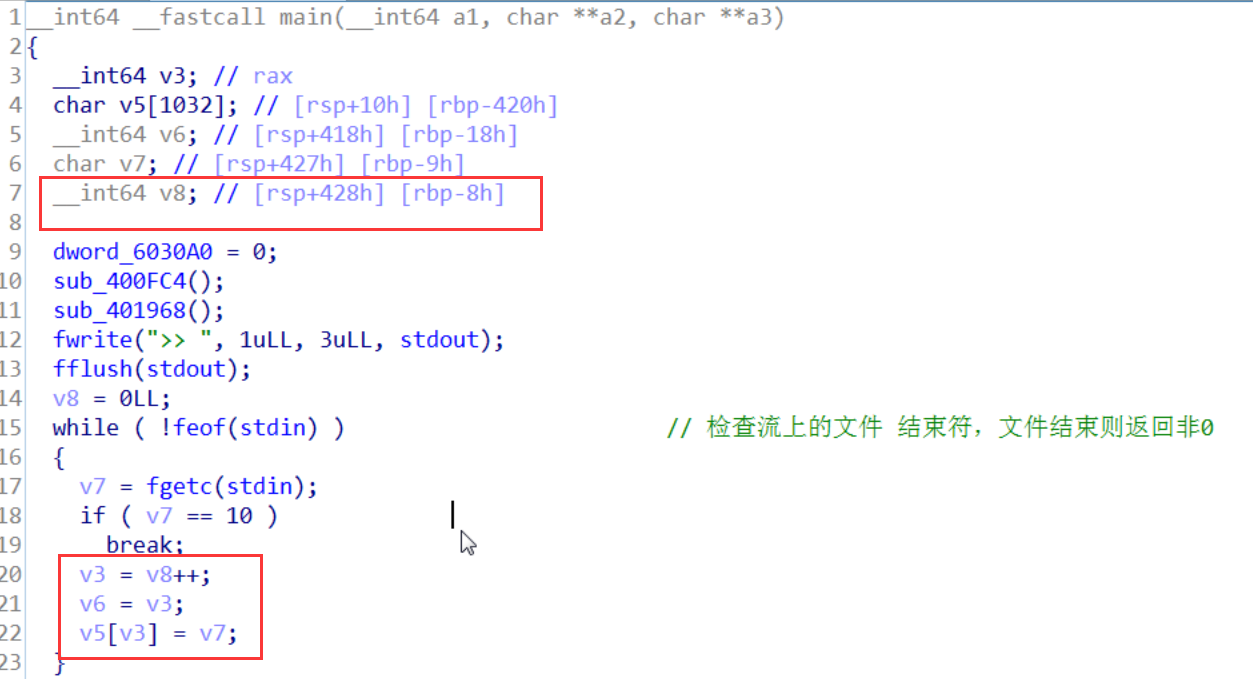 1 __int64 __fastcall main(__int64 a1, char **a2, char **a3)
2 {
3 __int64 v3; // rax
4 char v5[1032]; // [rsp+10h] [rbp-420h]
5 __int64 v6; // [rsp+418h] [rbp-18h]
6 char v7; // [rsp+427h] [rbp-9h]
7 __int64 v8; // [rsp+428h] [rbp-8h]
8
9 dword_6030A0 = 0;
10 sub_400FC4();
11 sub_401968();
12 fwrite(">> ", 1uLL, 3uLL, stdout);
13 fflush(stdout);
14 v8 = 0LL;
15 while ( !feof(stdin) ) // 检查流上的文件 结束符，文件结束则返回非0
16 {
17 v7 = fgetc(stdin);
18 if ( v7 == 10 )
19 break;
20 v3 = v8++;
21 v6 = v3;
22 v5[v3] = v7;
23 }